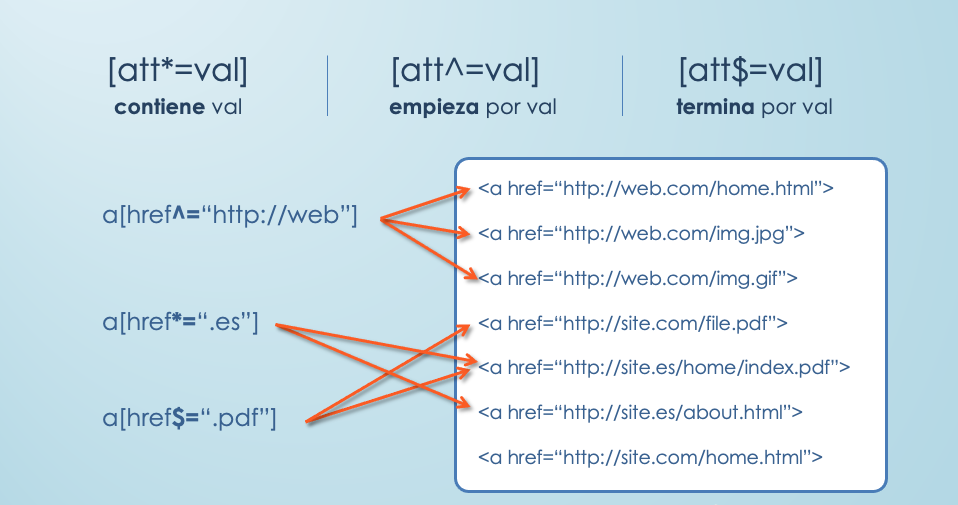 [att*=val]
contiene val
[att^=val]
empieza por val
[att$=val]
termina por val
a[href^=“http://web”]
a[href*=“.es”]
a[href$=“.pdf”]
<a href=“http://web.com/home.html”>
<a href=“http://web.com/img.jpg”>
<a href=“http://web.com/img.gif”>
<a href=“http://site.com/file.pdf”>
<a href=“http://site.es/home/index.pdf”>
<a href=“http://site.es/about.html”>
<a href=“http://site.com/home.html”>